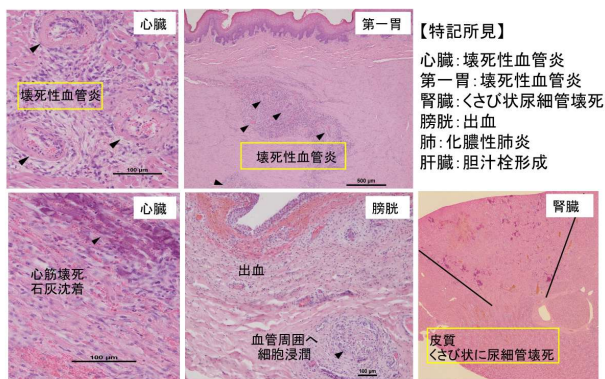 心臓
壊死性血管炎
100 μm
第一胃
壊死性血管炎
500 μm
【特記所見】
心臓：壊死性血管炎
第一胃：壊死性血管炎
腎臓：くさび状尿細管壊死
膀胱：出血
肺：化膿性肺炎
肝臓：胆汁栓形成
心臓
心筋壊死
石灰沈着
100 μm
膀胱
出血
血管周囲へ
細胞浸潤
100 μm
腎臓
皮質
くさび状に尿細管壊死